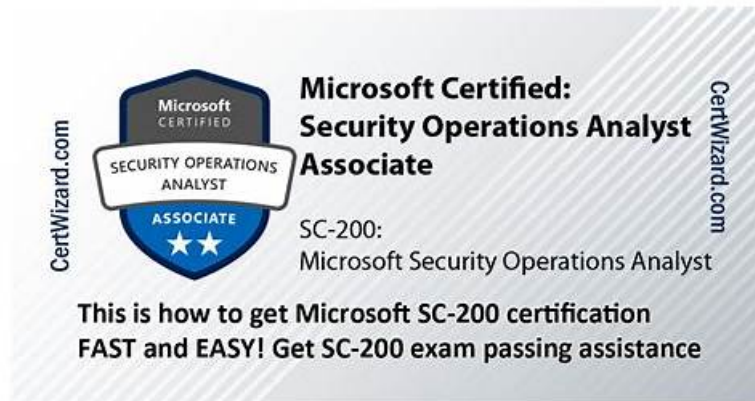 Microsoft
CERTIFIED
SECURITY OPERATIONS
ANALYST
ASSOCIATE
CertWizard.com
Microsoft Certified:
Security Operations Analyst
Associate
SC-200:
Microsoft Security Operations Analyst
CertWizard.com
This is how to get Microsoft SC-200 certification
FAST and EASY! Get SC-200 exam passing assistance